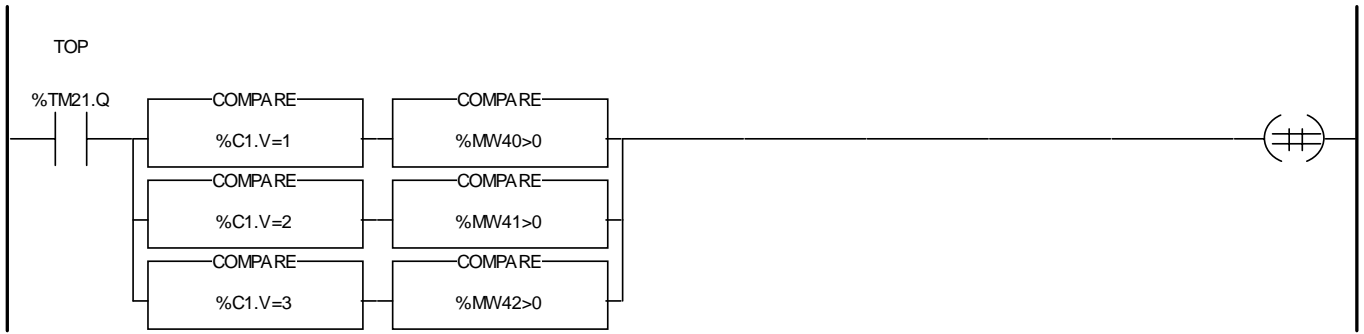 TOP
%TM21.Q
COMPARE COMPARE
%C1.V=1 %MW40>0
COMPARE COMPARE
%C1.V=2 %MW41>0
COMPARE COMPARE
%C1.V=3 %MW42>0